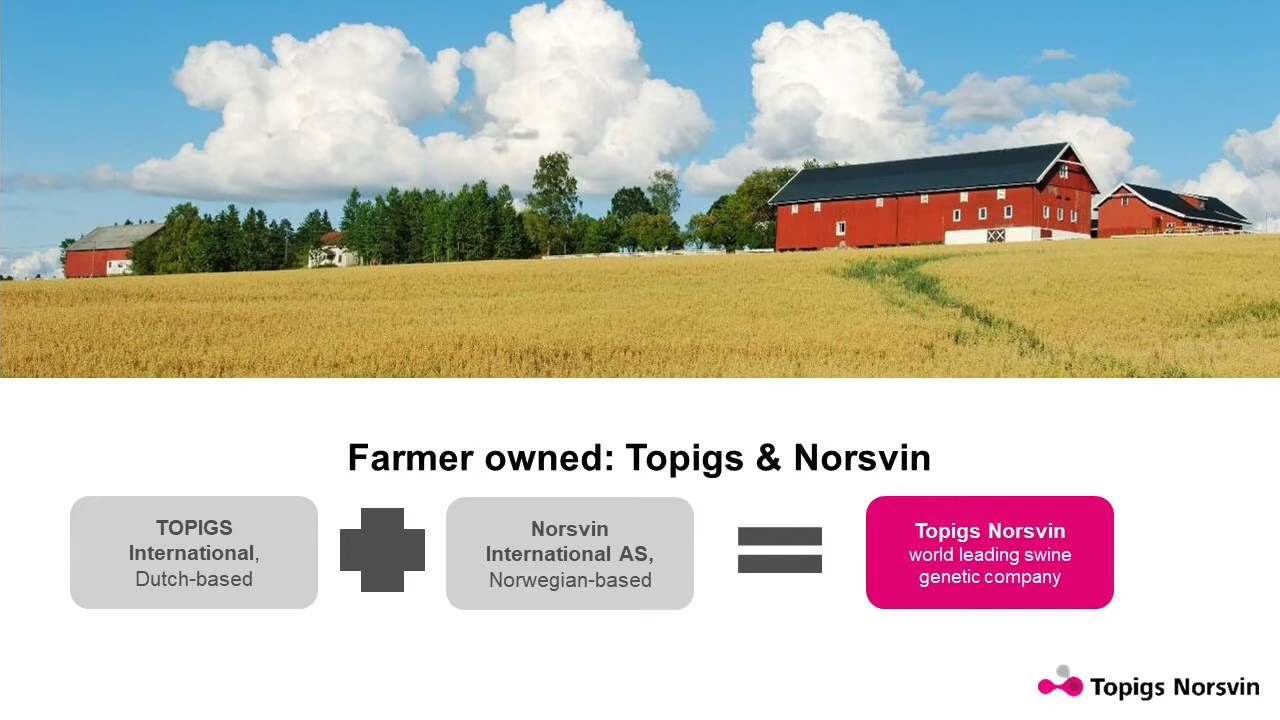 Farmer owned: Topigs & Norsvin
TOPIGS
International,
Dutch-based
Norsvin
International AS,
Norwegian-based
Topigs Norsvin
world leading swine
genetic company
Topigs Norsvin